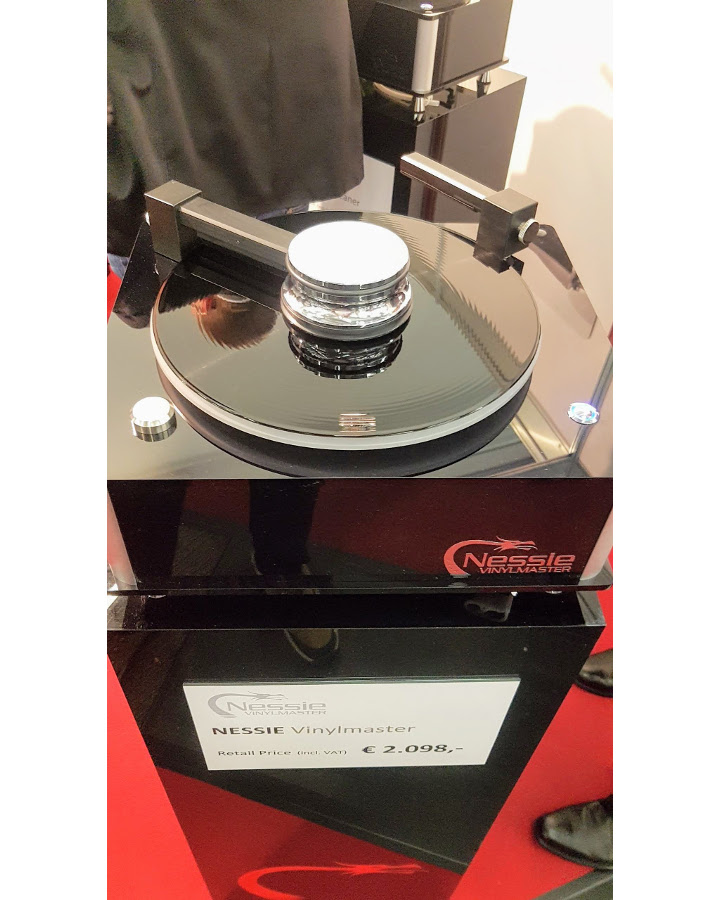 Nessie
VINYLMASTER
Nessie
VINYLMASTER
NESSIE Vinylmaster
Retail Price (incl. VAT) € 2.098,-